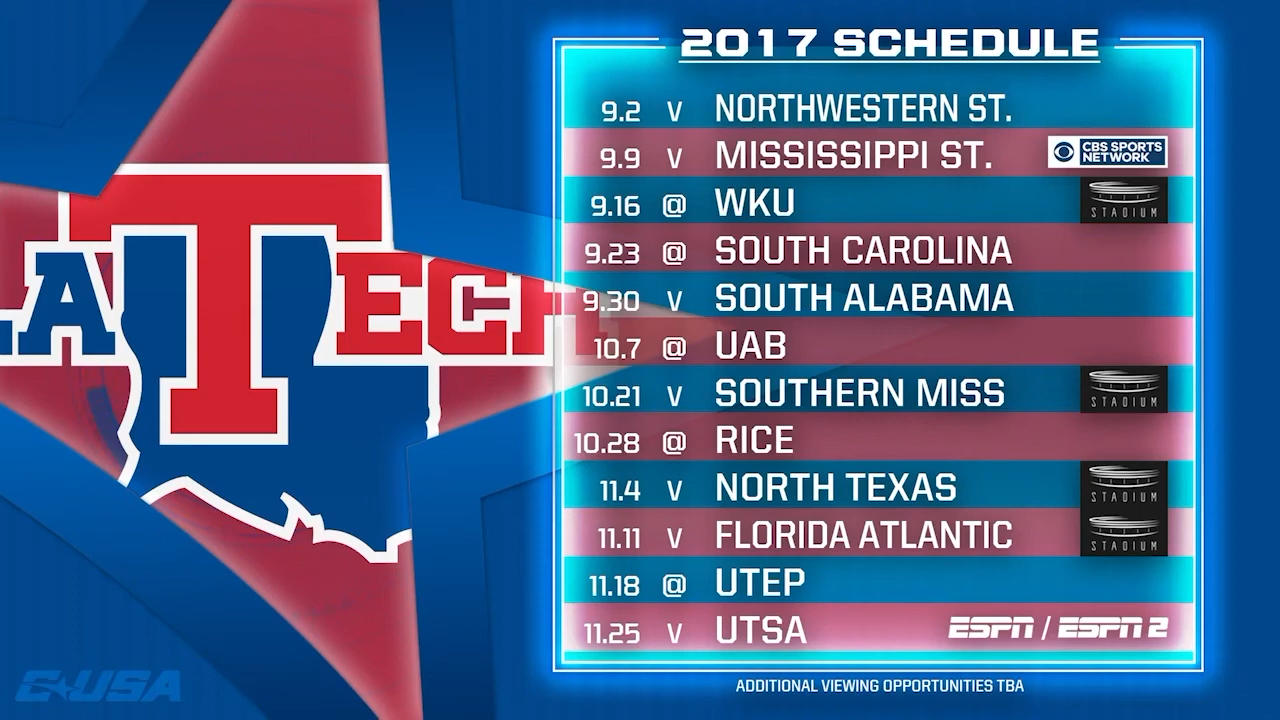 2017 SCHEDULE
9.2 V NORTHWESTERN ST.
9.9 V MISSISSIPPI ST. CBS SPORTS NETWORK
9.16 @ WKU STADIUM
9.23 @ SOUTH CAROLINA
9.30 V SOUTH ALABAMA
10.7 @ UAB
10.21 V SOUTHERN MISS STADIUM
10.28 @ RICE
11.4 V NORTH TEXAS STADIUM
11.11 V FLORIDA ATLANTIC STADIUM
11.18 @ UTEP
11.25 V UTSA ESPN / ESPN 2
ADDITIONAL VIEWING OPPORTUNITIES TBA
LA TECH
T
C USA